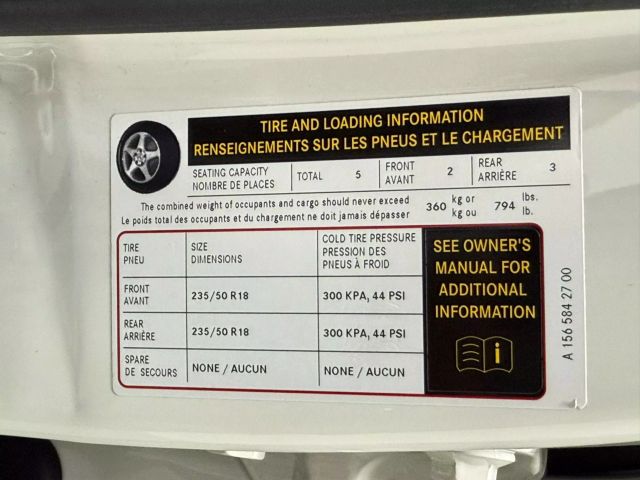 TIRE AND LOADING INFORMATION
RENSEIGNEMENTS SUR LES PNEUS ET LE CHARGEMENT
SEATING CAPACITY TOTAL 5 FRONT 2 REAR 3
NOMBRE DE PLACES AVANT ARRIÈRE
The combined weight of occupants and cargo should never exceed 360 kg or 794 lbs.
Le poids total des occupants et du chargement ne doit jamais dépasser kg ou lb.
TIRE SIZE COLD TIRE PRESSURE
PNEU DIMENSIONS PRESSION DES
PNEUS À FROID
FRONT
AVANT 235/50 R18 300 KPA, 44 PSI
REAR
ARRIÈRE 235/50 R18 300 KPA, 44 PSI
SPARE
DE SECOURS NONE / AUCUN NONE / AUCUN
SEE OWNER'S
MANUAL FOR
ADDITIONAL
INFORMATION
i
A 156 584 27 00